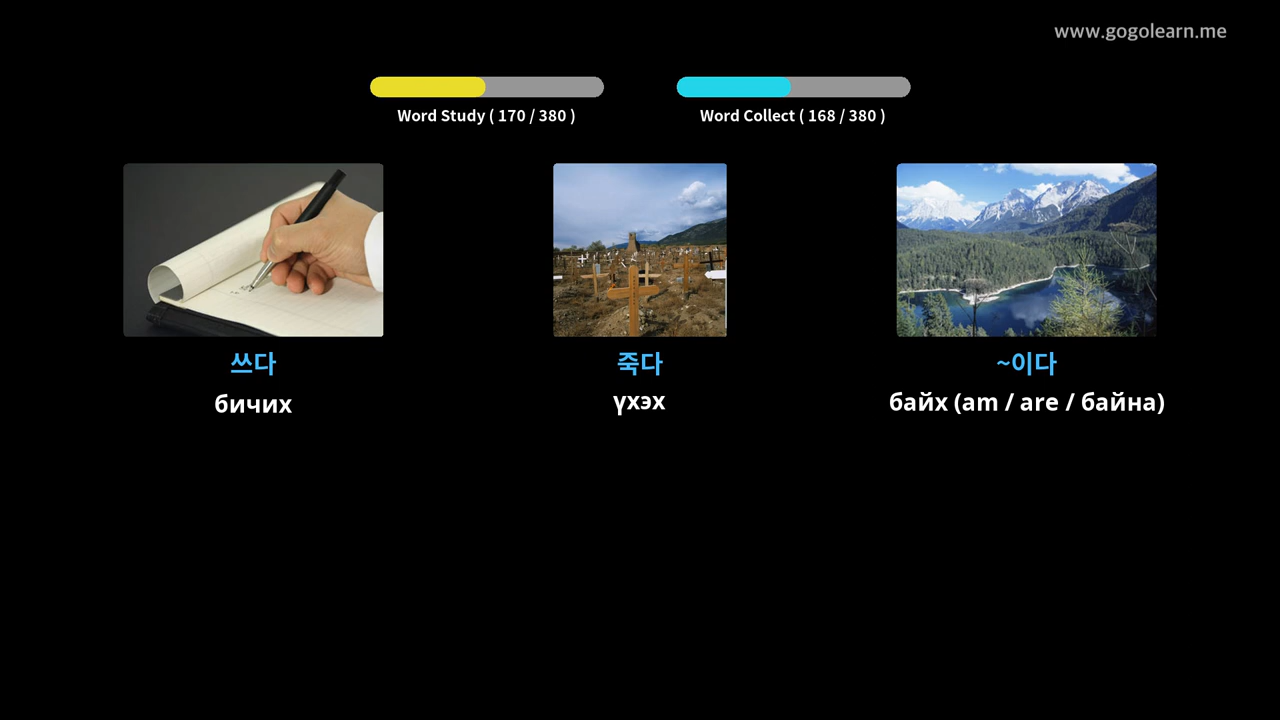 www.gogolearn.me
Word Study ( 170 / 380 )
Word Collect ( 168 / 380 )
쓰다
죽다
~이다
бичих
үхэх
байх (am / are / байна)